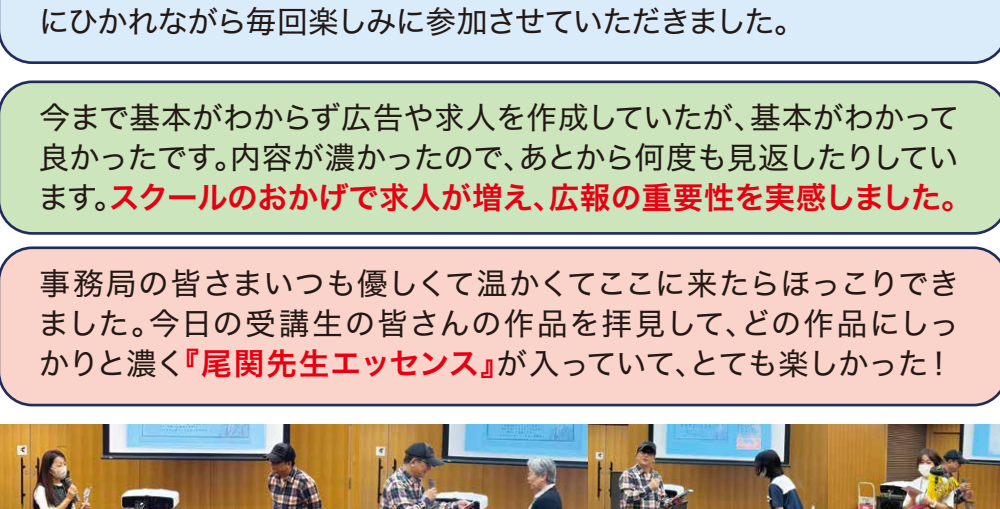 にひかれながら毎回楽しみに参加させていただきました。
今まで基本がわからず広告や求人を作成していたが、基本がわかって
良かったです。内容が濃かったので、あとから何度も見返したりしてい
ます。スクールのおかげで求人が増え、広報の重要性を実感しました。
事務局の皆さまいつも優しくて温かくてここに来たらほっこりでき
ました。今日の受講生の皆さんの作品を拝見して、どの作品にしっ
かりと濃く『尾関先生エッセンス』が入っていて、とても楽しかった！